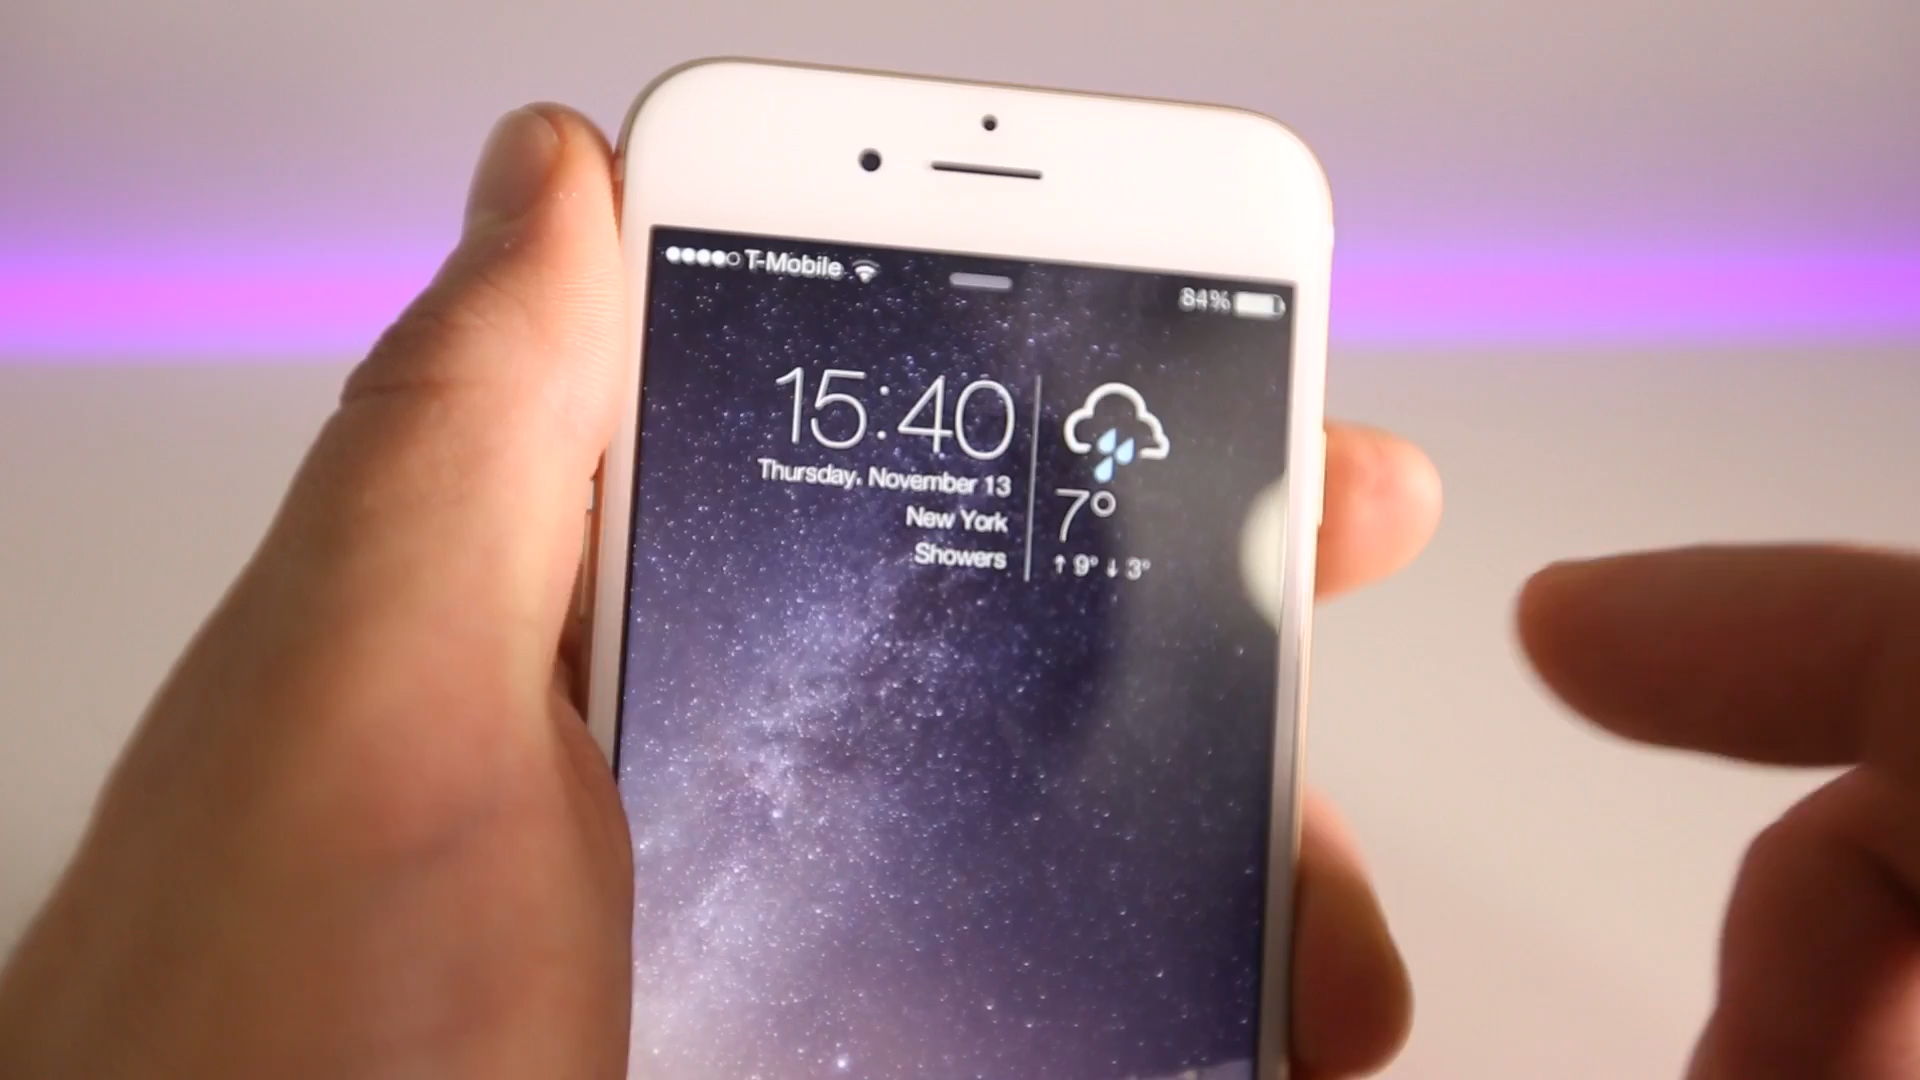 T-Mobile
84%
15:40
Thursday, November 13
New York
Showers
7°
↑ 9° ↓ 3°